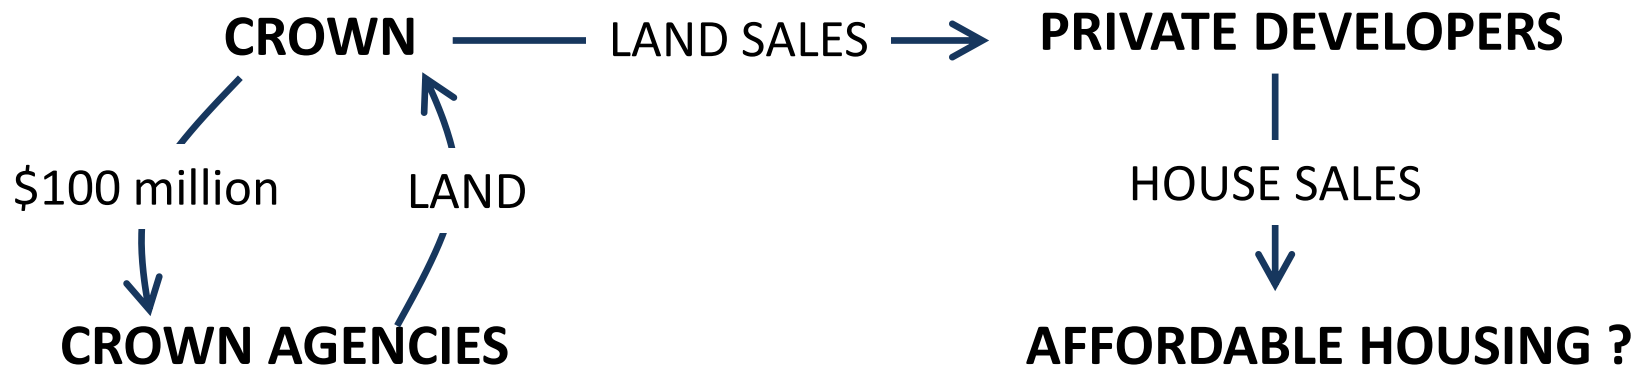 CROWN
LAND SALES
PRIVATE DEVELOPERS
$100 million
LAND
HOUSE SALES
CROWN AGENCIES
AFFORDABLE HOUSING ?